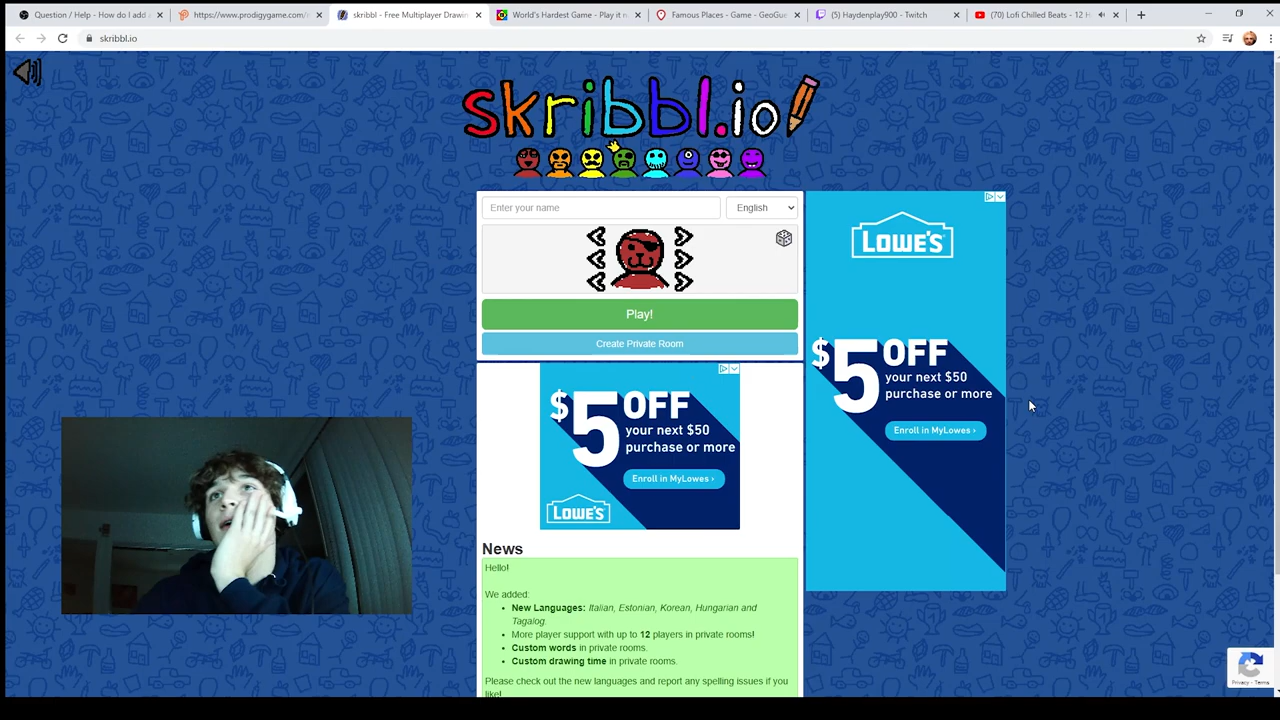 Question / Help - How do I add
https://www.prodigygame.com/
skribbl - Free Multiplayer Drawin
World's Hardest Game - Play it n
Famous Places - Game - GeoGue
(5) Haydenplay900 - Twitch
(70) Lofi Chilled Beats - 12 H
skribbl.io
skribbl.io
Enter your name
English
Play!
Create Private Room
LOWE'S
$5 OFF
your next $50
purchase or more
Enroll in MyLowes ›
$5 OFF
your next $50
purchase or more
Enroll in MyLowes ›
LOWE'S
News
Hello!
We added:
• New Languages: Italian, Estonian, Korean, Hungarian and
Tagalog.
• More player support with up to 12 players in private rooms!
• Custom words in private rooms.
• Custom drawing time in private rooms.
Please check out the new languages and report any spelling issues if you
like!
Privacy - Terms